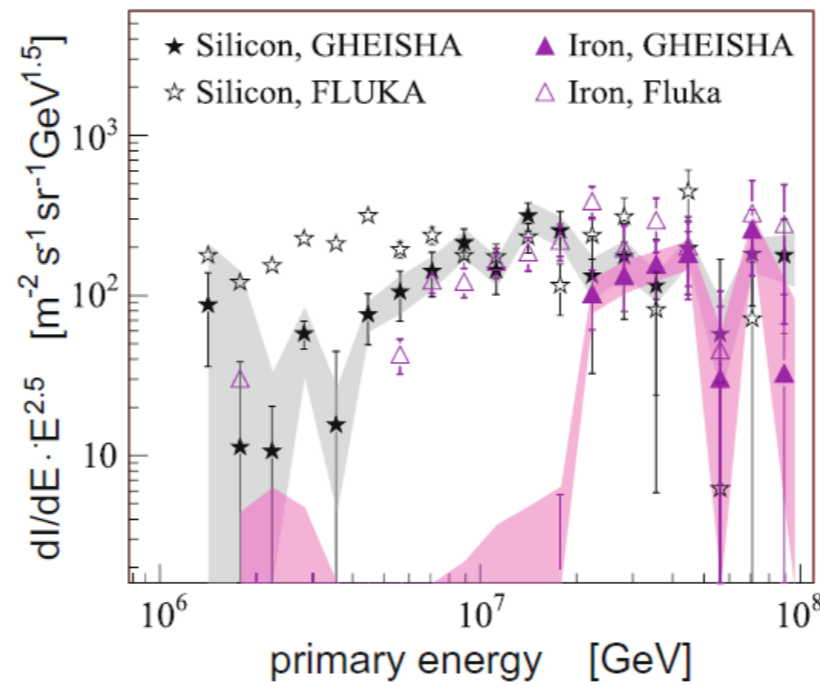 ★ Silicon, GHEISHA ▲ Iron, GHEISHA
☆ Silicon, FLUKA △ Iron, Fluka
dI/dE · E^2.5 [m^-2 s^-1 sr^-1 GeV^1.5]
10^3
10^2
10
10^6 10^7 10^8
primary energy [GeV]